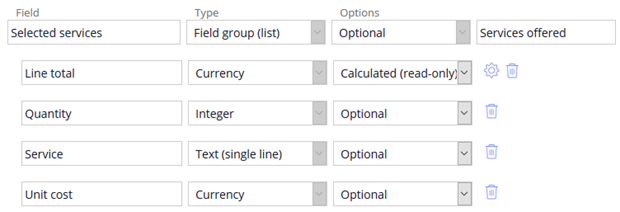 Field Type Options
Selected services Field group (list) Optional Services offered
Line total Currency Calculated (read-only)
Quantity Integer Optional
Service Text (single line) Optional
Unit cost Currency Optional